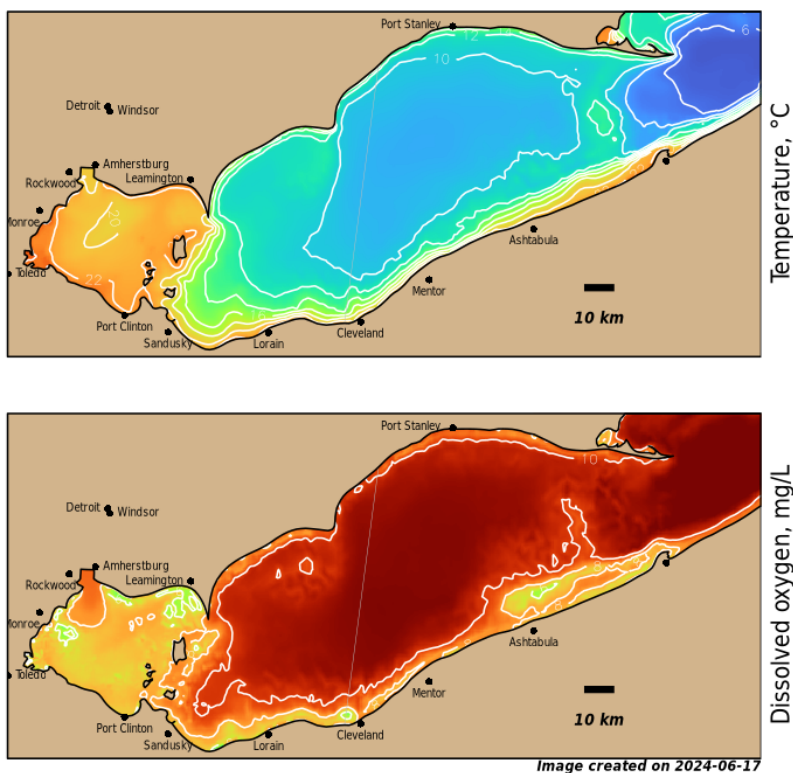 Port Stanley
12
6
10
Temperature, °C
Detroit
Windsor
Amherstburg
Rockwood
Leamington
Monroe
20
Toledo
22
Ashtabula
Mentor
10 km
Port Clinton
Sandusky
Lorain
Cleveland
Port Stanley
10
Dissolved oxygen, mg/L
Detroit
Windsor
Amherstburg
Rockwood
Leamington
8
Monroe
8
Toledo
Ashtabula
Mentor
10 km
Port Clinton
Sandusky
Lorain
Cleveland
Image created on 2024-06-17